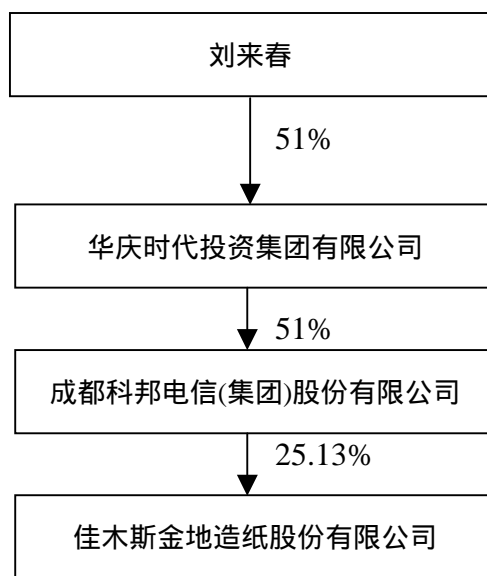 刘来春
51%
华庆时代投资集团有限公司
51%
成都科邦电信(集团)股份有限公司
25.13%
佳木斯金地造纸股份有限公司